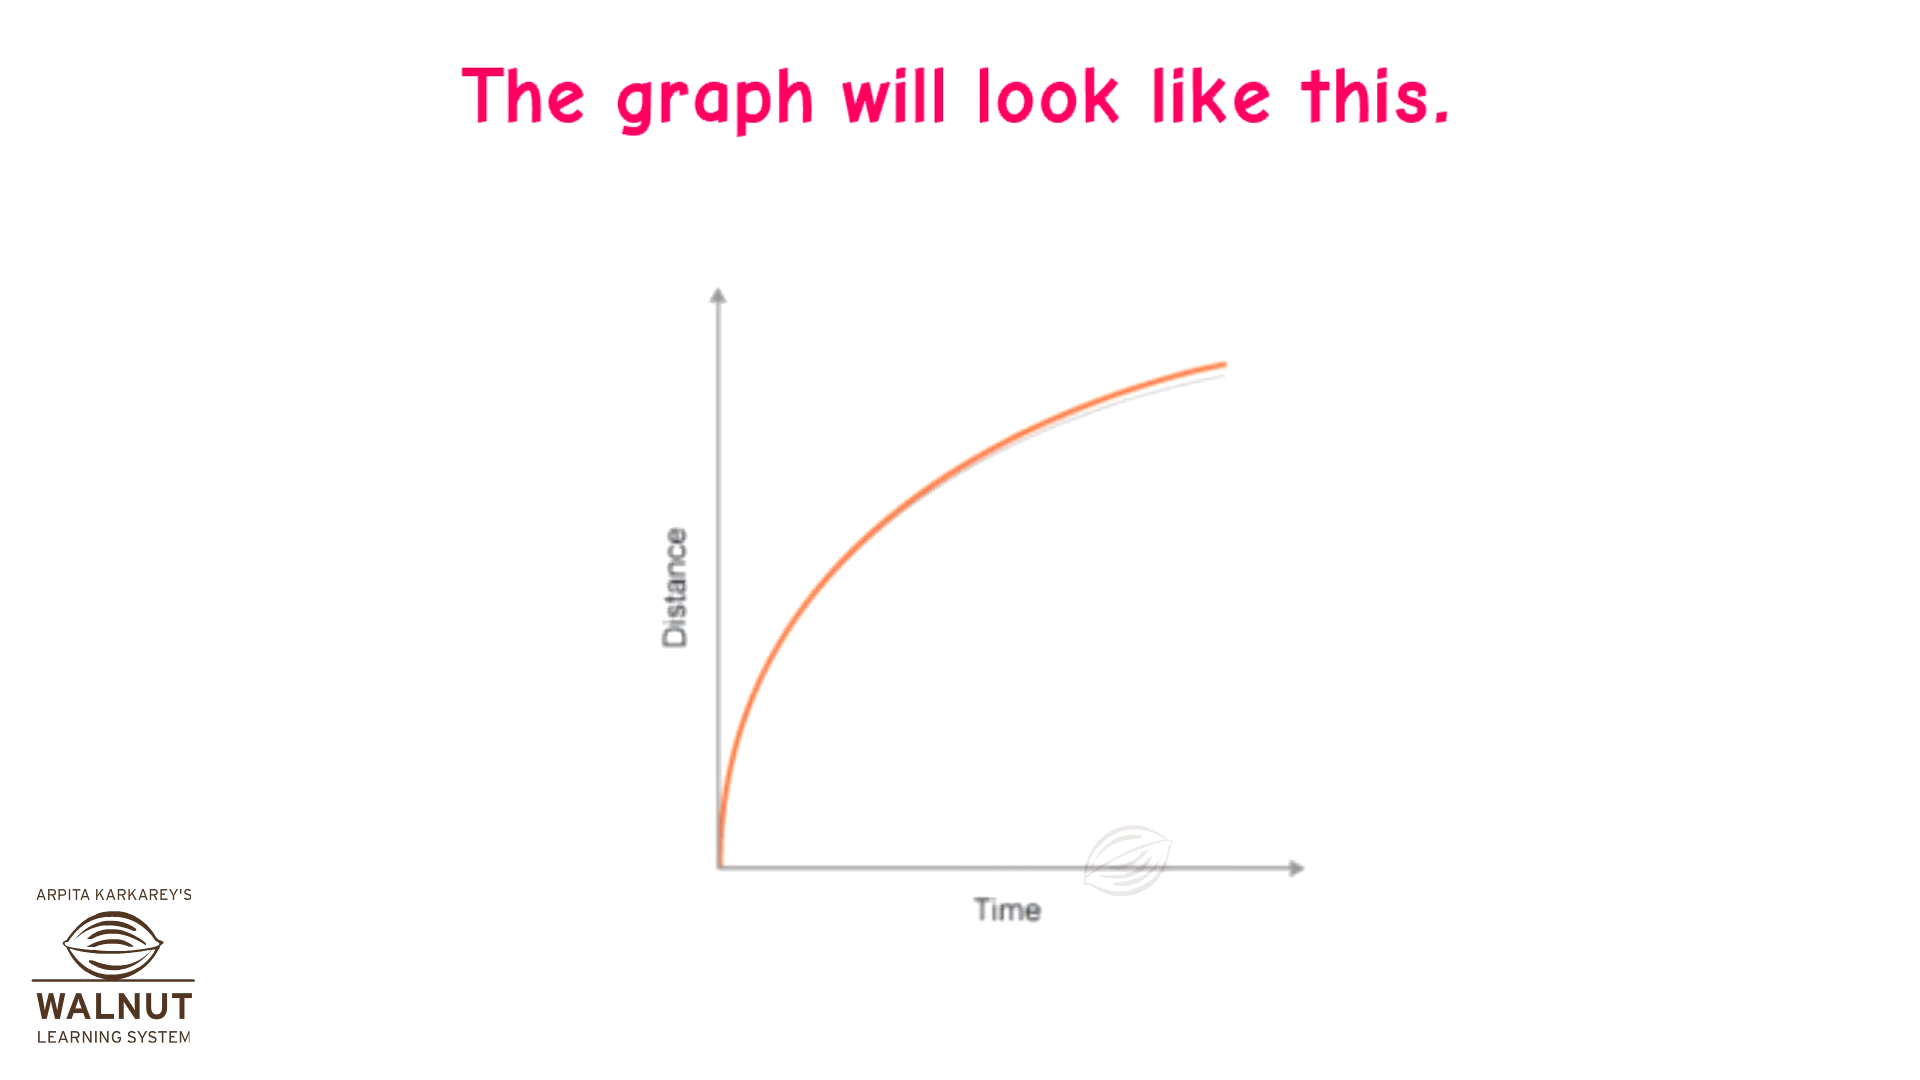 The graph will look like this.
Distance
Time
ARPITA KARKAREY'S
WALNUT
LEARNING SYSTEM